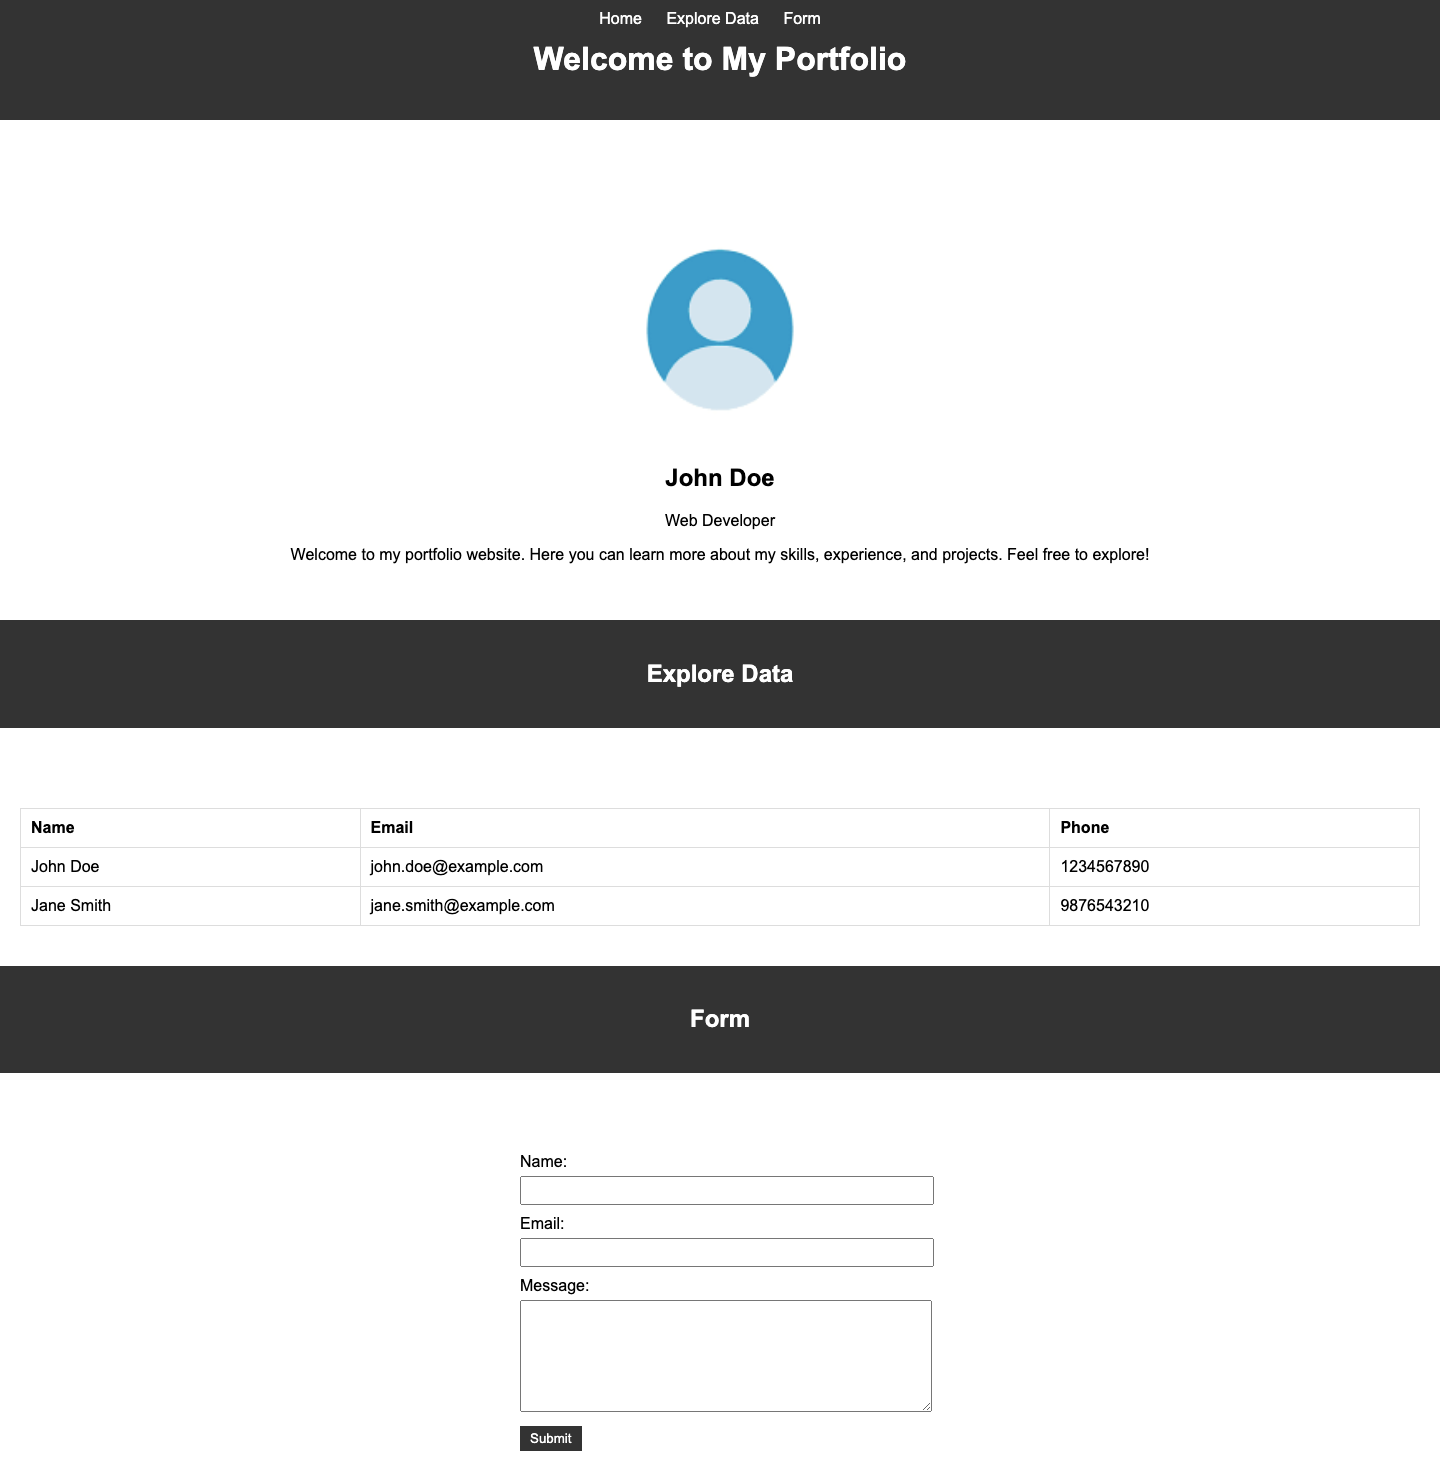 Home Explore Data Form
Welcome to My Portfolio
John Doe
Web Developer
Welcome to my portfolio website. Here you can learn more about my skills, experience, and projects. Feel free to explore!
Explore Data
Name Email Phone
John Doe john.doe@example.com 1234567890
Jane Smith jane.smith@example.com 9876543210
Form
Name:
Email:
Message:
Submit